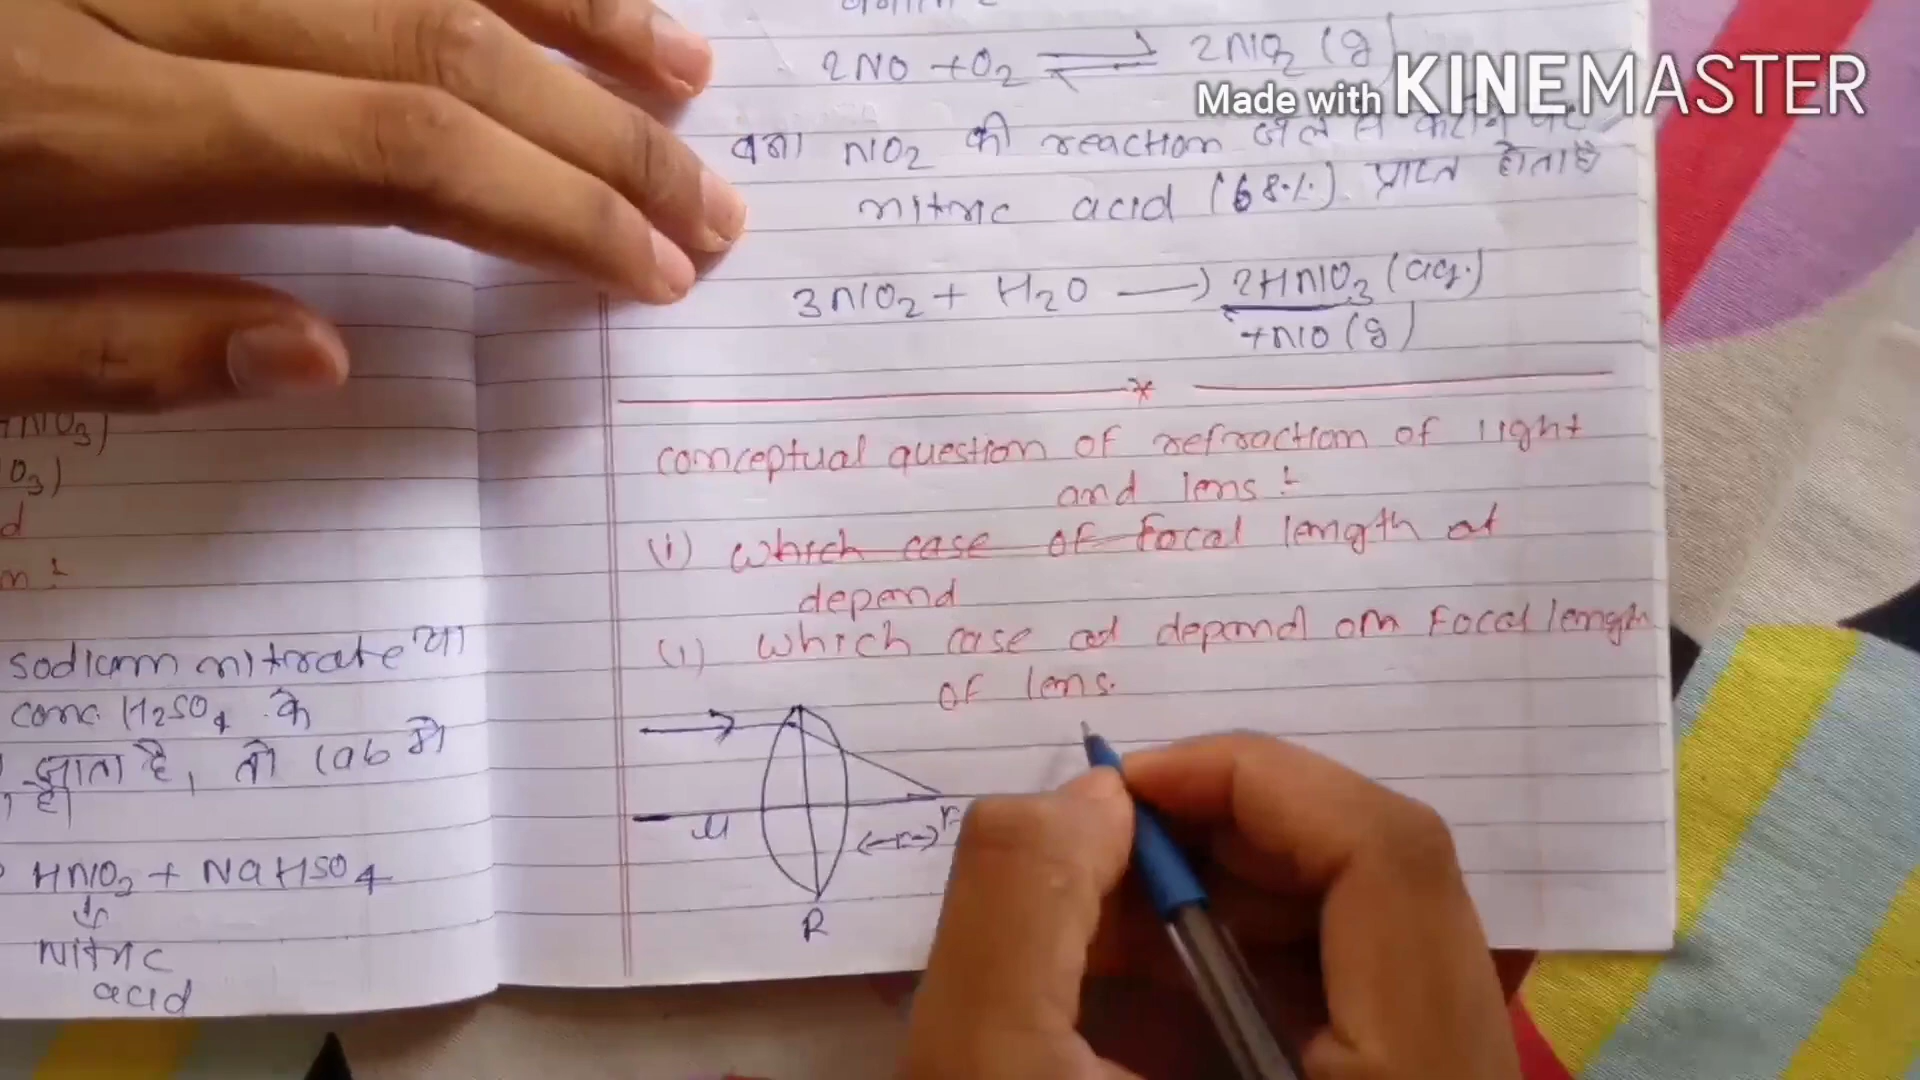 2NO + O2 ⇌ 2NO2 (g)
Made with KINEMASTER
बना NO2 की reaction जल से कराने पर
nitric acid (68%) प्राप्त होता है
3NO2 + H2O ⟶ 2HNO3 (aq.)
+NO (g)
conceptual question of refraction of light
and lens :
(i) which case of focal length at
depend
(i) which case at depend on focal length
of lens.
u
F
R
O3)
d
sodium nitrate या
conc. H2SO4 के
जाता है, तो lab में
है।
HNO3 + NaHSO4
Nitric
acid